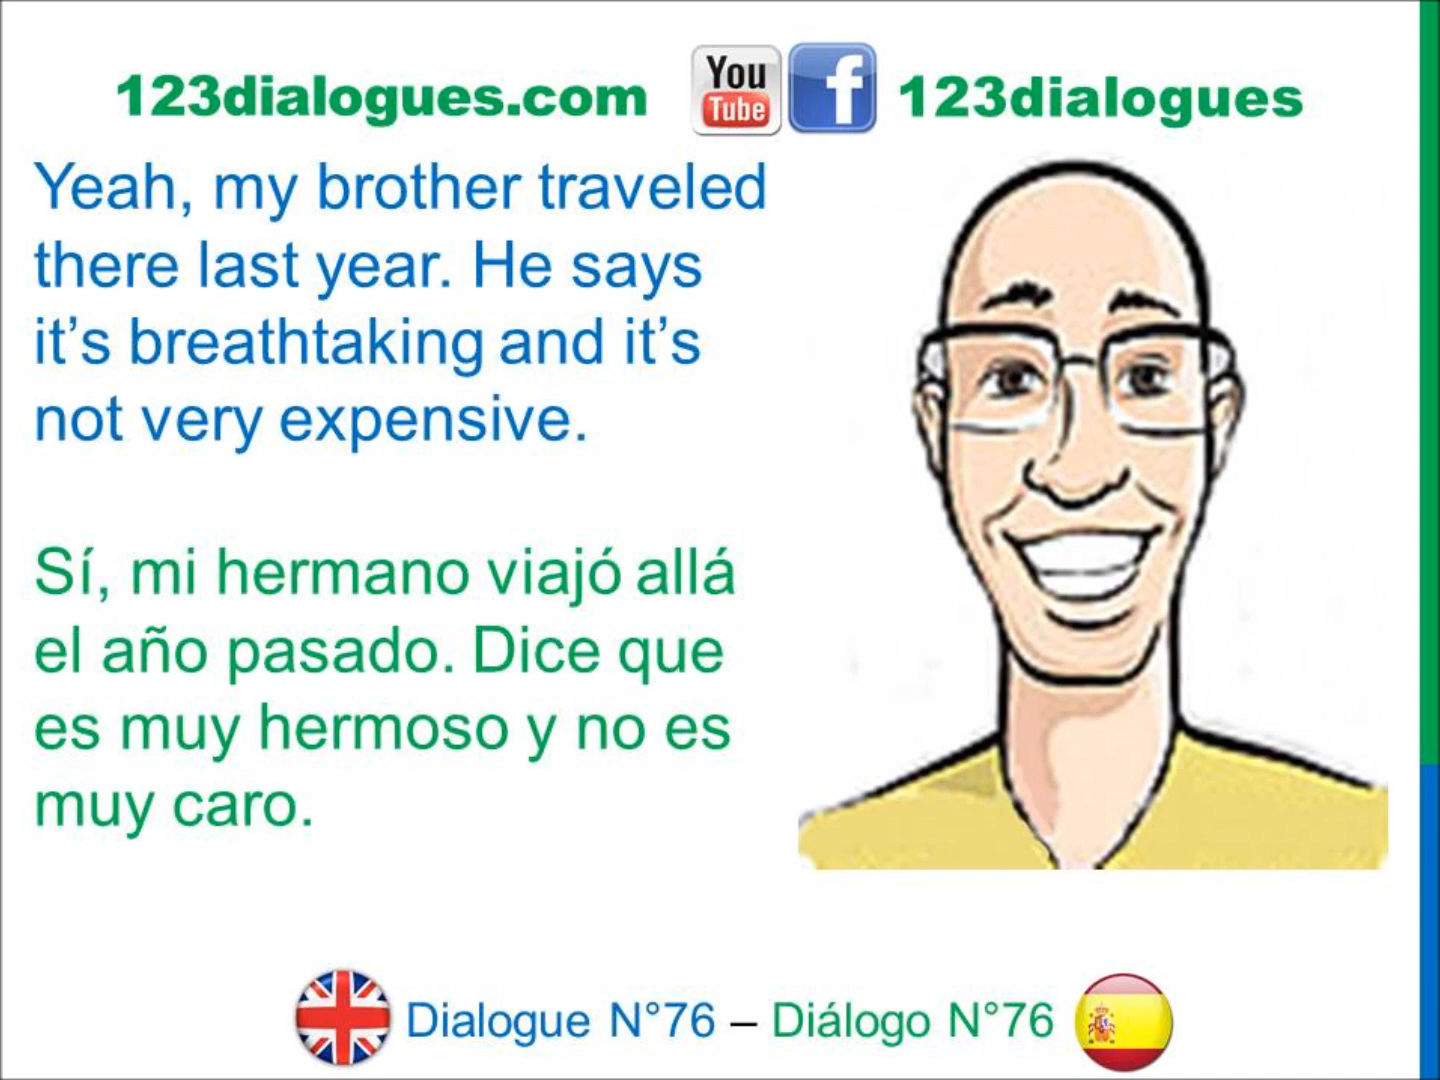 123dialogues.com You Tube f 123dialogues
Yeah, my brother traveled
there last year. He says
it’s breathtaking and it’s
not very expensive.
Sí, mi hermano viajó allá
el año pasado. Dice que
es muy hermoso y no es
muy caro.
Dialogue N°76 – Diálogo N°76